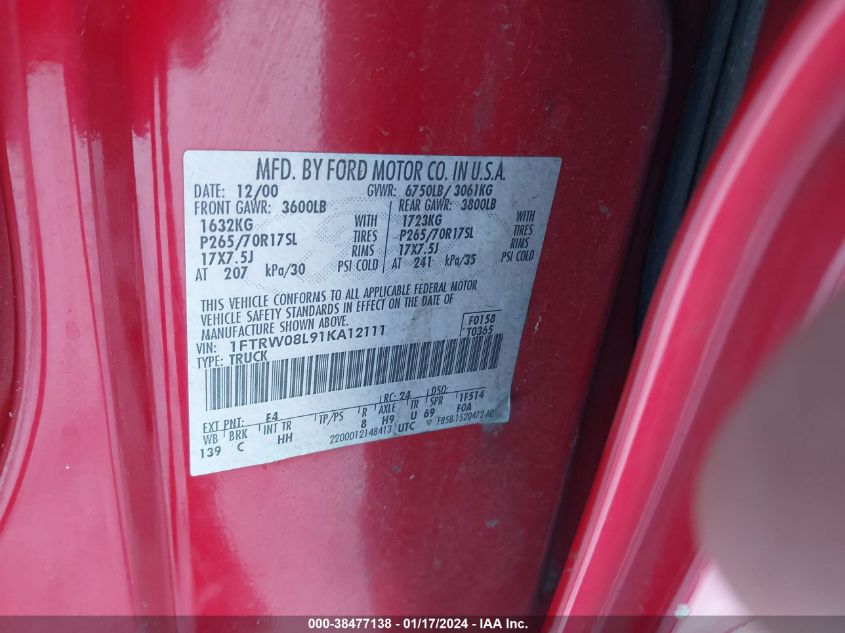 MFD. BY FORD MOTOR CO. IN U.S.A.
DATE: 12/00 GVWR: 6750LB/ 3061KG
FRONT GAWR: 3600LB REAR GAWR: 3800LB
1632KG WITH 1723KG WITH
P265/70R17SL TIRES P265/70R17SL TIRES
17X7.5J RIMS 17X7.5J RIMS
AT 207 kPa/30 PSI COLD AT 241 kPa/35 PSI COLD
THIS VEHICLE CONFORMS TO ALL APPLICABLE FEDERAL MOTOR
VEHICLE SAFETY STANDARDS IN EFFECT ON THE DATE OF
MANUFACTURE SHOWN ABOVE.
VIN: 1FTRW08L91KA12111 F0158
TYPE: TRUCK T0365
EXT PNT: E4 RC: 24 DSO:
WB BRK INT TR TP/PS R AXLE TR SPR 1F514
139 C HH 8 H9 U 69 FOA
2200012148413 UTC F85B-1520472-AB
000-38477138 - 01/17/2024 - IAA Inc.